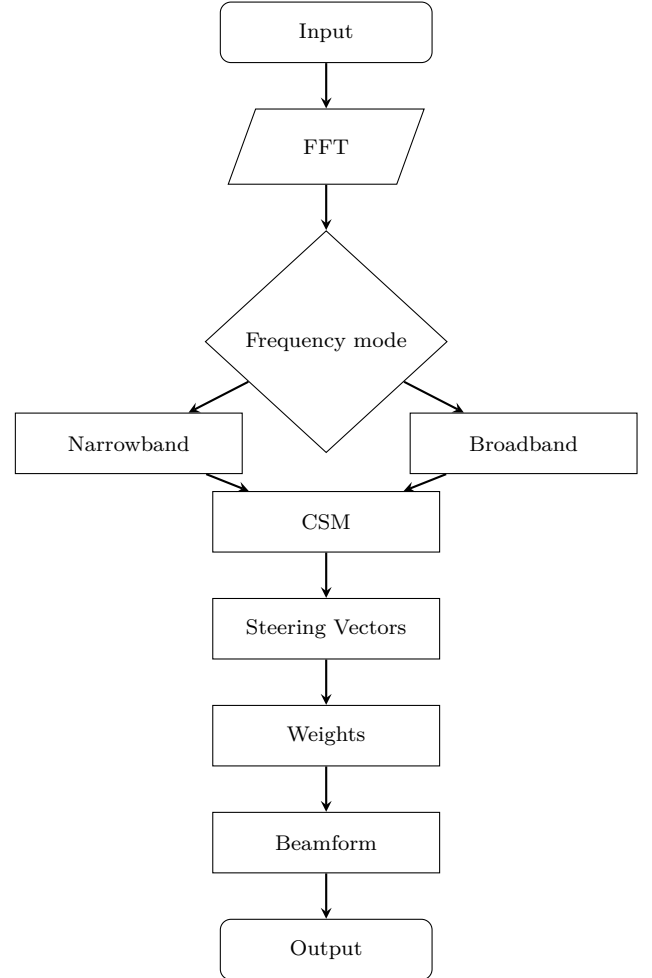 Input
FFT
Frequency mode
Narrowband
Broadband
CSM
Steering Vectors
Weights
Beamform
Output